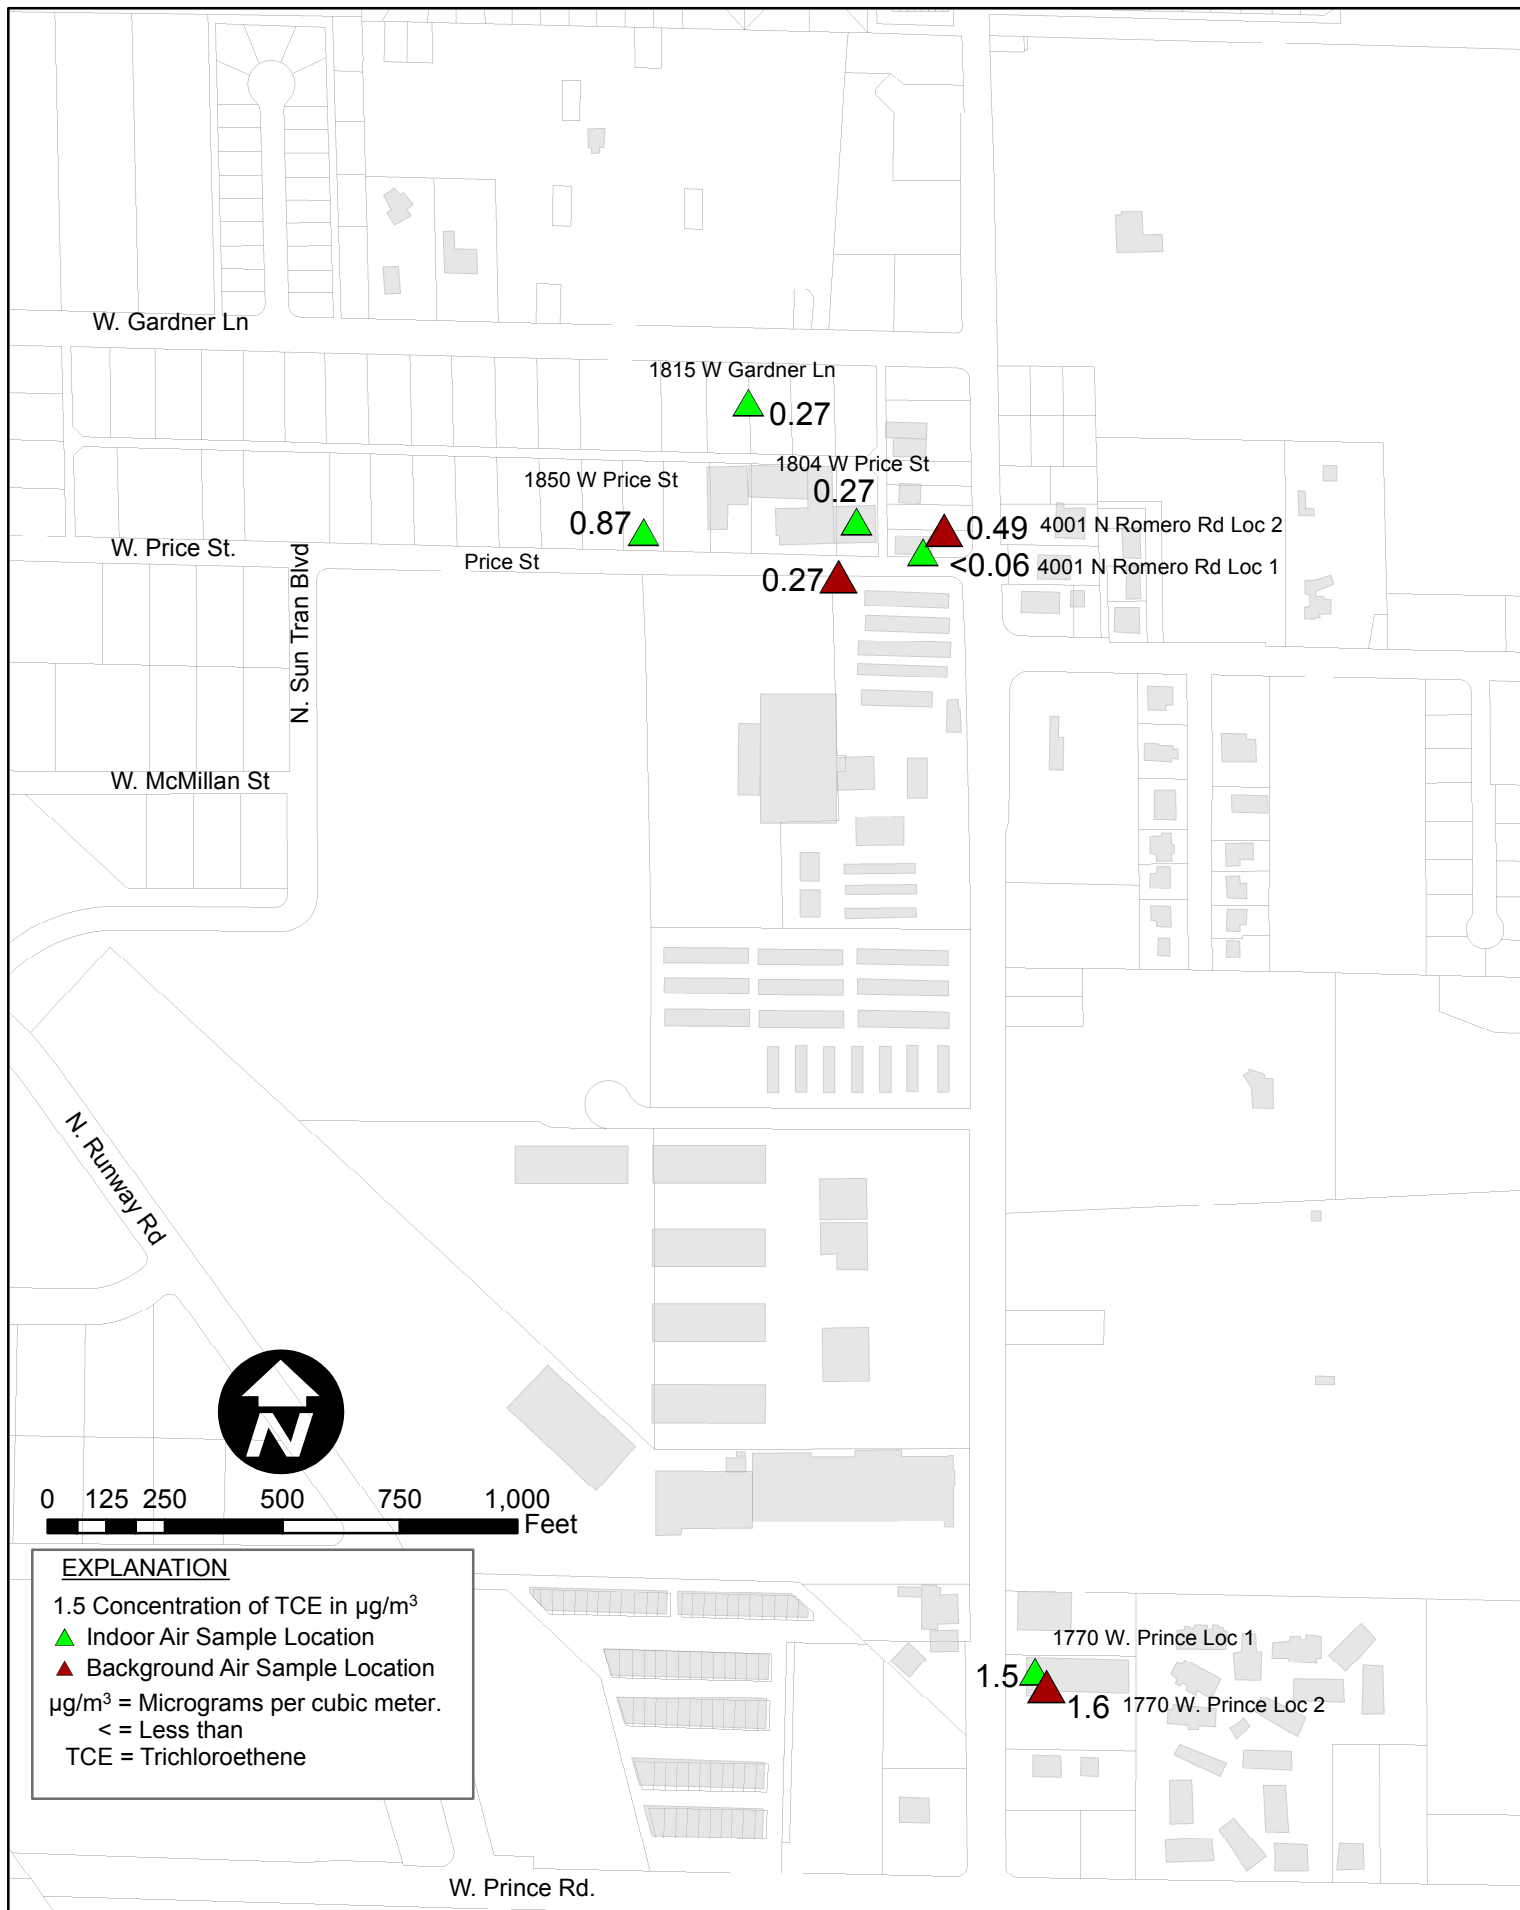 W. Gardner Ln
1815 W Gardner Ln
0.27
1804 W Price St
0.27
1850 W Price St
0.87
0.49 4001 N Romero Rd Loc 2
<0.06 4001 N Romero Rd Loc 1
W. Price St.
Price St
0.27
N. Sun Tran Blvd
W. McMillan St
N. Runway Rd
N
0 125 250 500 750 1,000
Feet
EXPLANATION
1.5 Concentration of TCE in µg/m³
Indoor Air Sample Location
Background Air Sample Location
µg/m³ = Micrograms per cubic meter.
< = Less than
TCE = Trichloroethene
1770 W. Prince Loc 1
1.5
1.6 1770 W. Prince Loc 2
W. Prince Rd.